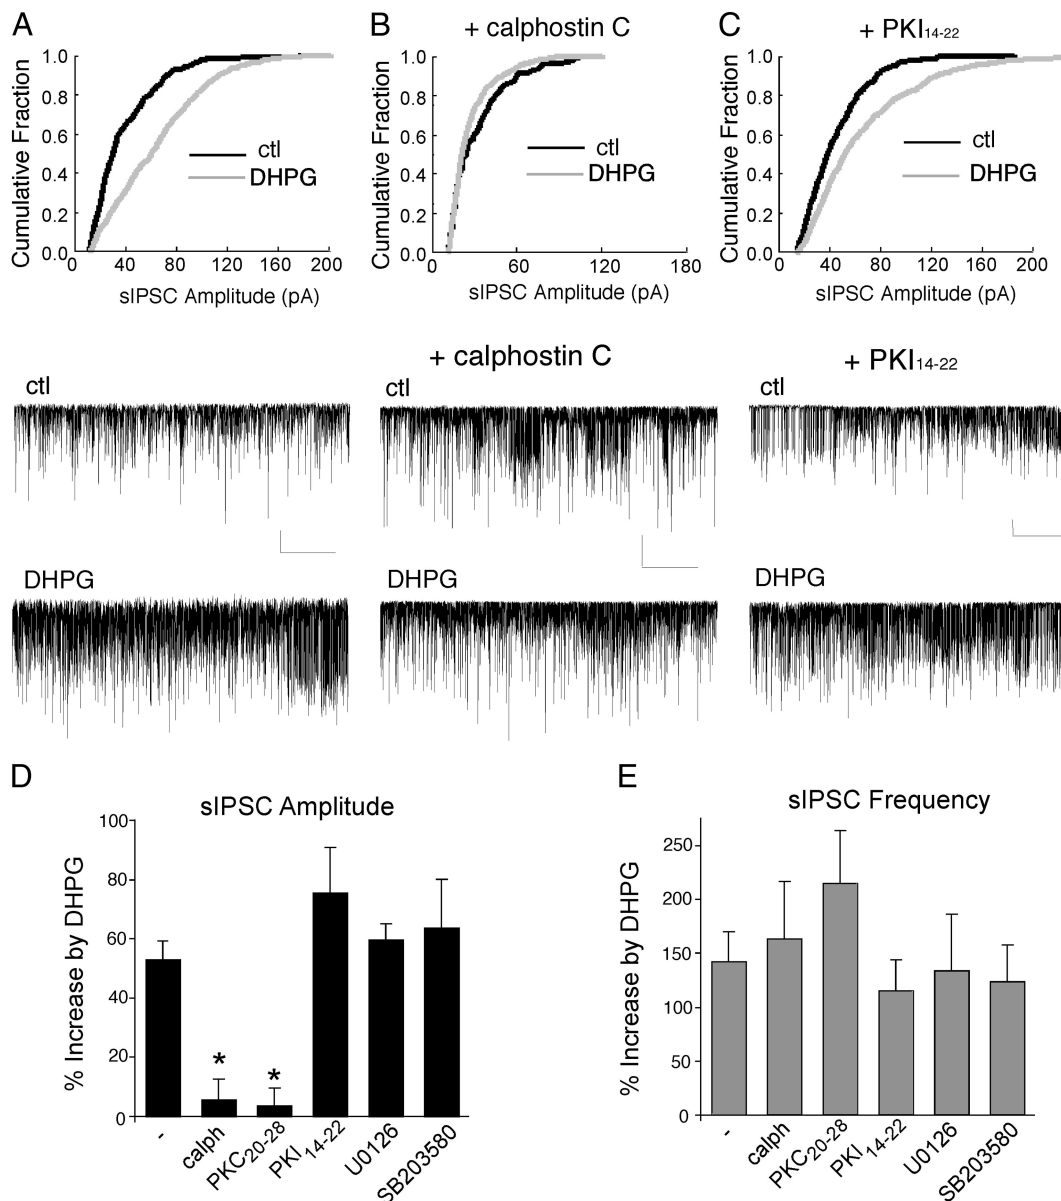 A
B
+ calphostin C
C
+ PKI14-22
Cumulative Fraction
1.0
0.8
0.6
0.4
0.2
0.0
ctl
DHPG
0
40
80
120
160
200
sIPSC Amplitude (pA)
Cumulative Fraction
1.0
0.8
0.6
0.4
0.2
0.0
ctl
DHPG
0
60
120
180
sIPSC Amplitude (pA)
Cumulative Fraction
1.0
0.8
0.6
0.4
0.2
0.0
ctl
DHPG
0
40
80
120
160
200
sIPSC Amplitude (pA)
ctl
+ calphostin C
ctl
+ PKI14-22
ctl
DHPG
DHPG
DHPG
D
sIPSC Amplitude
% Increase by DHPG
100
80
60
40
20
0
*
*
-
calph
PKC20-28
PKI14-22
U0126
SB203580
E
sIPSC Frequency
% Increase by DHPG
250
200
150
100
50
0
-
calph
PKC20-28
PKI14-22
U0126
SB203580